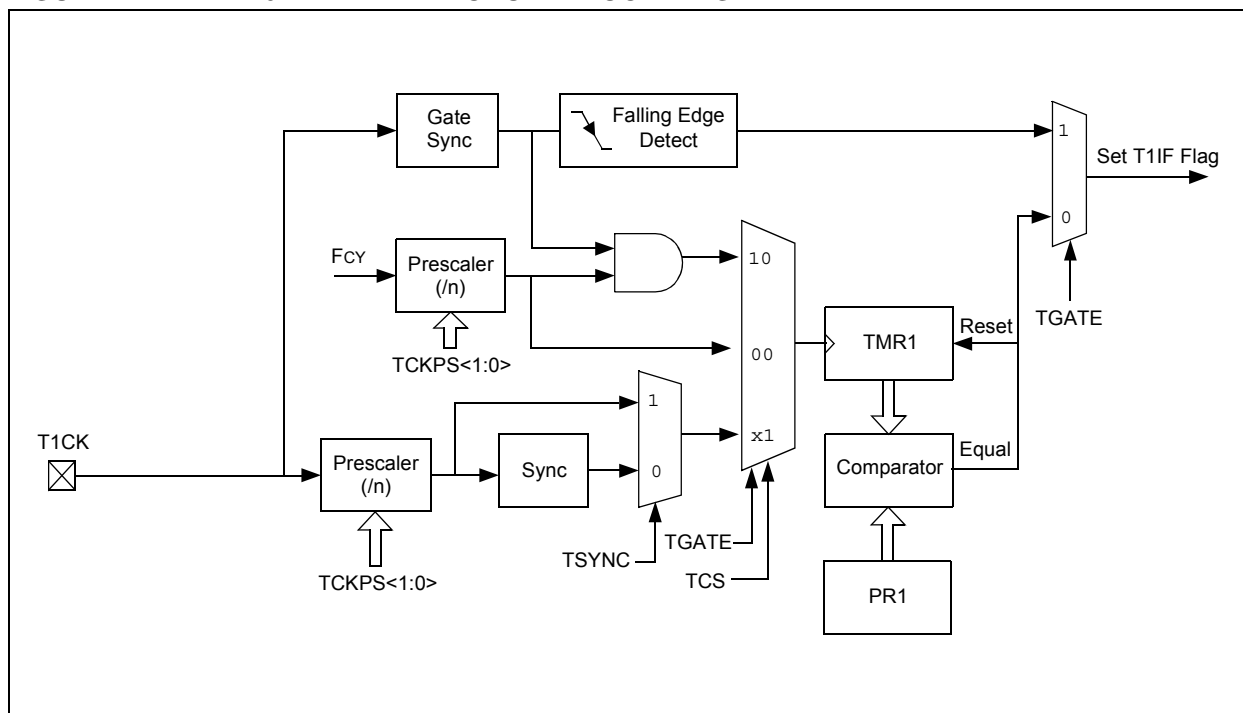 Gate
Sync
Falling Edge
Detect
1
Set T1IF Flag
0
TGATE
FCY
Prescaler
(/n)
TCKPS<1:0>
10
00
x1
TMR1
Reset
T1CK
Prescaler
(/n)
TCKPS<1:0>
Sync
1
0
TSYNC
TGATE
TCS
Comparator
Equal
PR1